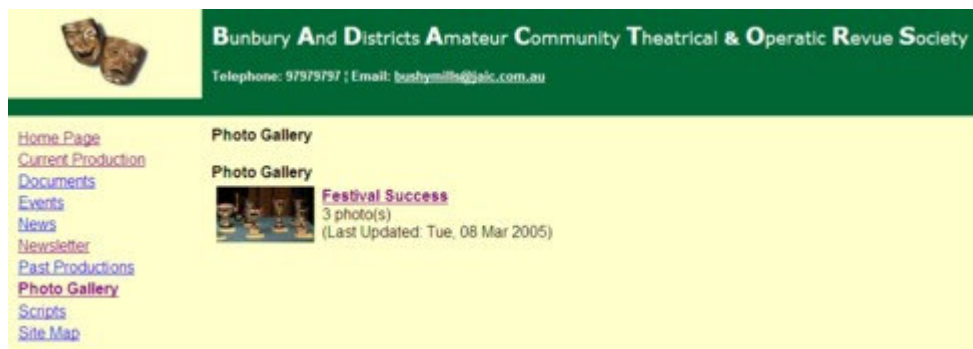 Bunbury And Districts Amateur Community Theatrical & Operatic Revue Society
Telephone: 97979797 ¦ Email: bushymills@jaic.com.au
Home Page
Current Production
Documents
Events
News
Newsletter
Past Productions
Photo Gallery
Scripts
Site Map
Photo Gallery
Photo Gallery
Festival Success
3 photo(s)
(Last Updated: Tue, 08 Mar 2005)